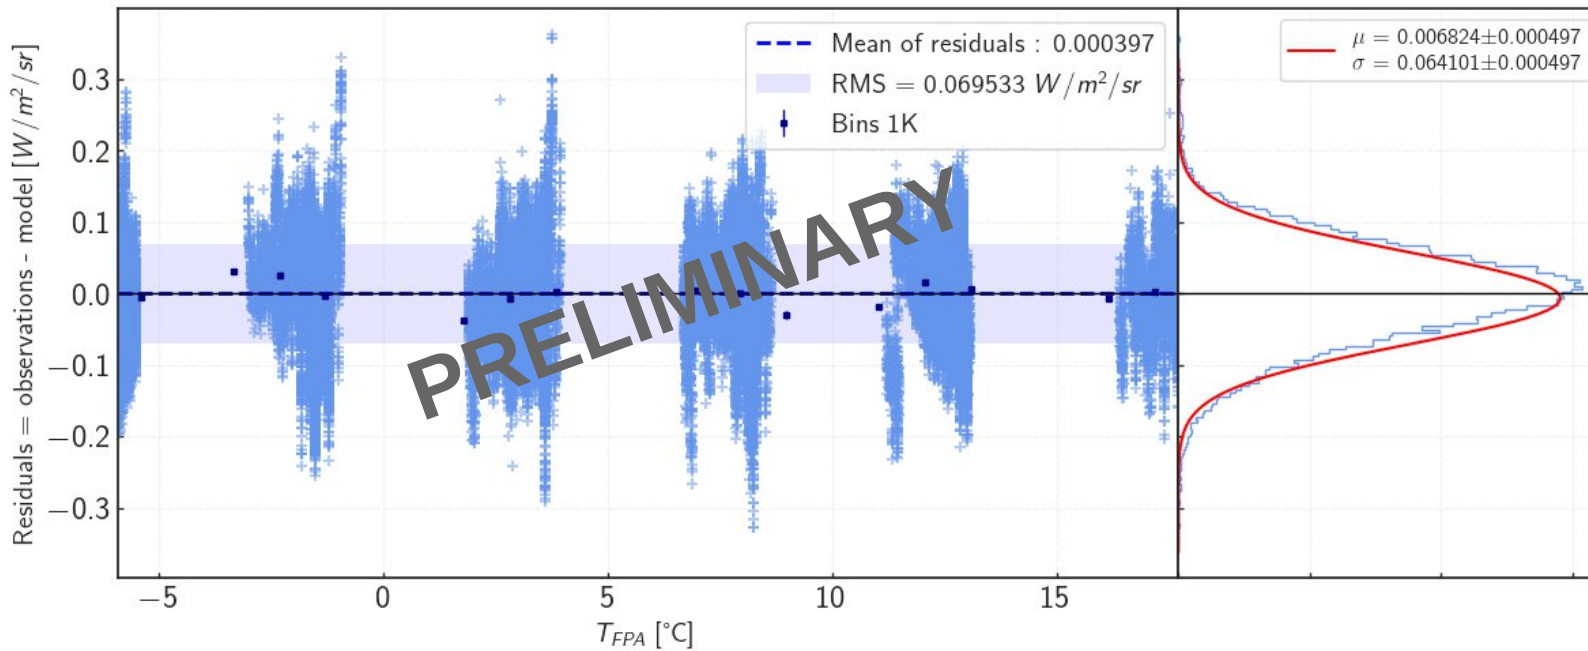 Residuals = observations - model [W/m²/sr]
0.3
0.2
0.1
0.0
−0.1
−0.2
−0.3
−5
0
5
10
15
T_FPA [°C]
Mean of residuals : 0.000397
RMS = 0.069533 W/m²/sr
Bins 1K
μ = 0.006824±0.000497
σ = 0.064101±0.000497
PRELIMINARY